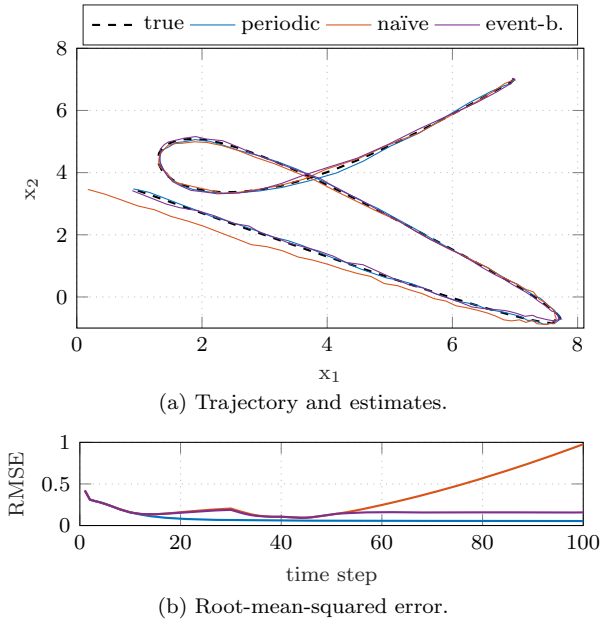 true periodic naïve event-b.
8
6
4
2
0
x2
0 2 4 6 8
x1
(a) Trajectory and estimates.
1
0.5
0
RMSE
20 40 60 80 100
time step
(b) Root-mean-squared error.